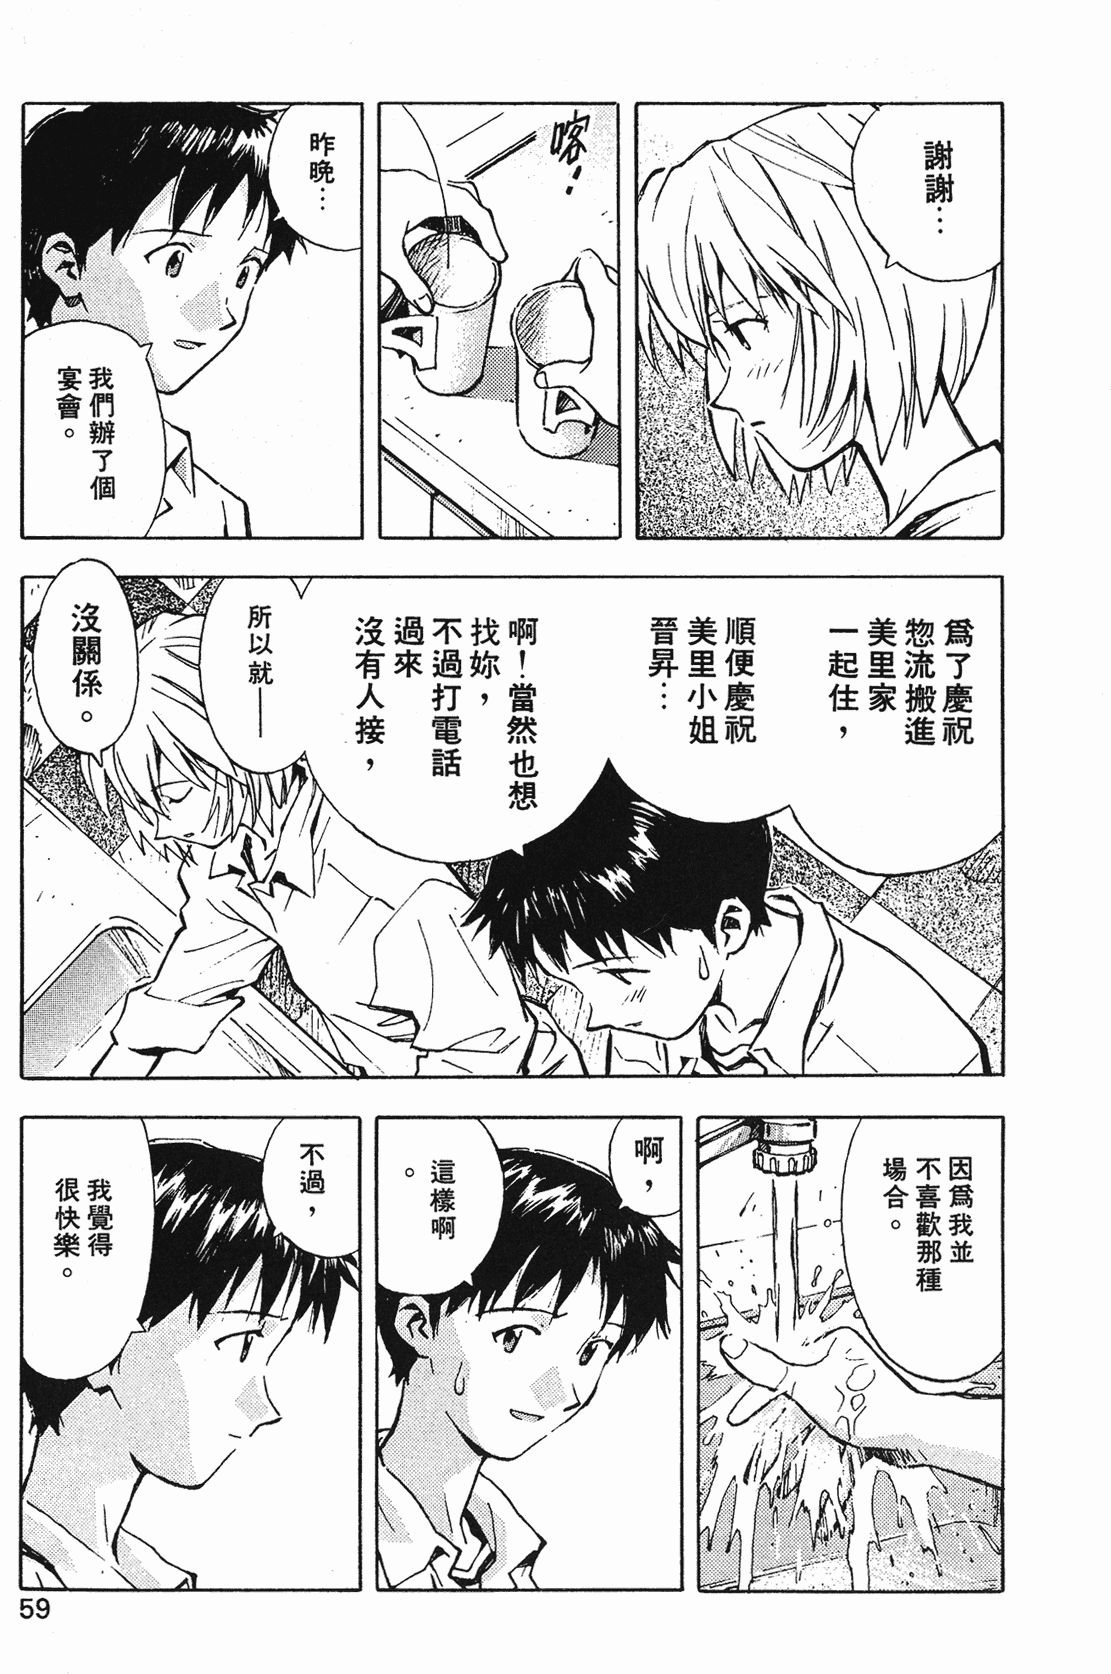 謝謝…
喀．
昨晚…
我們辦了個
宴會。
爲了慶祝
惣流搬進
美里家
一起住，
順便慶祝
美里小姐
晉昇…
啊！當然也想
找妳，
不過打電話
過來
沒有人接，
所以就—
沒關係。
因爲我並
不喜歡那種
場合。
啊，
這樣啊
。
不過，
我覺得
很快樂。
59